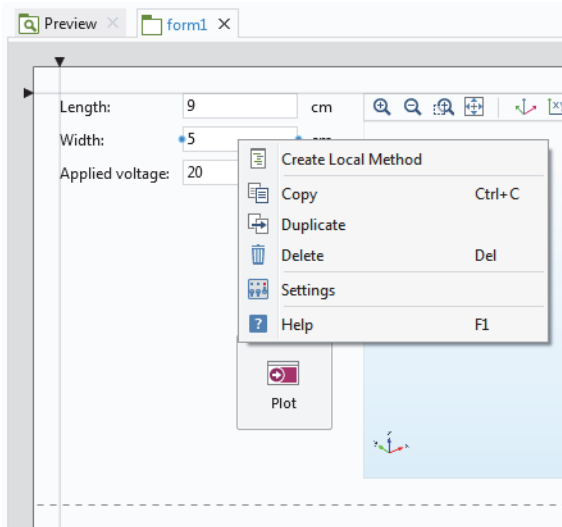 Preview
form1
Length: 9 cm
Width: 5
Applied voltage: 20
Create Local Method
Copy Ctrl+C
Duplicate
Delete Del
Settings
? Help F1
Plot